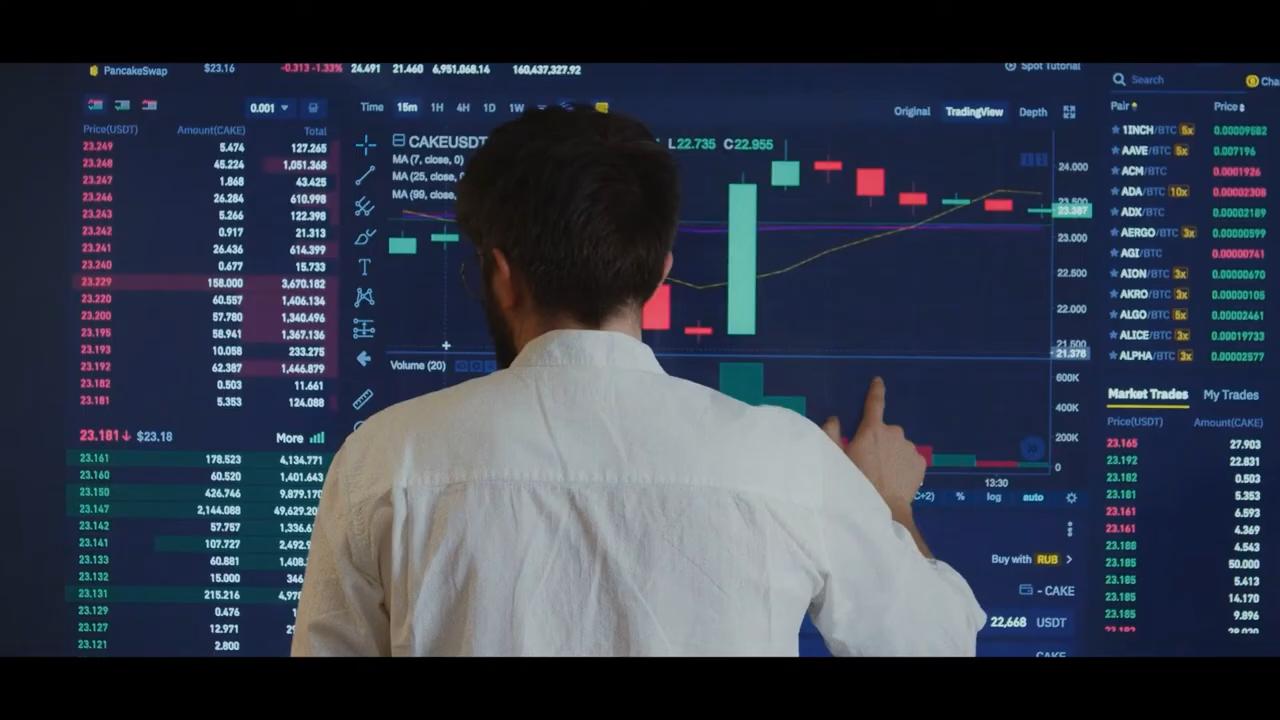 PancakeSwap $23.16 -0.313 -1.33% 24.491 21.460 6,951,068.14 160,437,327.92
Spot Tutorial
0.001
Price(USDT) Amount(CAKE) Total
23.249 5.474 127.265
23.248 45.224 1,051.368
23.247 1.868 43.425
23.246 26.284 610.998
23.243 5.266 122.398
23.242 0.917 21.313
23.241 26.436 614.399
23.240 0.677 15.733
23.229 158.000 3,670.182
23.220 60.557 1,406.134
23.200 57.780 1,340.496
23.195 58.941 1,367.136
23.193 10.058 233.275
23.192 62.387 1,446.879
23.182 0.503 11.661
23.181 5.353 124.088
23.181↓ $23.18 More
23.161 178.523 4,134.771
23.160 60.520 1,401.643
23.150 426.746 9,879.170
23.147 2,144.088
23.142 57.757
23.141 107.727
23.133 60.881
23.132 15.000
23.131 215.216
23.129 0.476
23.127 12.971
23.121 2.800
Time 15m 1H 4H 1D 1W
Original TradingView Depth
CAKEUSDT
L22.735 C22.955
MA (7, close, 0)
MA (25, close,
MA (99, close,
24.000
23.500
23.387
23.000
22.500
22.000
21.500
21.378
Volume (20)
600K
400K
200K
0
13:30
% log auto
Buy with RUB >
- CAKE
22,668 USDT
CAKE
Search
Pair Price
1INCH/BTC 5x 0.00009582
AAVE/BTC 5x 0.007196
ACM/BTC 0.0001926
ADA/BTC 10x 0.00002308
ADX/BTC 0.00002189
AERGO/BTC 3x 0.00000599
AGI/BTC 0.00000741
AION/BTC 3x 0.00000670
AKRO/BTC 3x 0.00000105
ALGO/BTC 5x 0.00002461
ALICE/BTC 3x 0.00019733
ALPHA/BTC 3x 0.00002577
Market Trades My Trades
Price(USDT) Amount(CAKE)
23.165 27.903
23.192 22.831
23.182 0.503
23.181 5.353
23.161 6.593
23.161 4.369
23.188 4.543
23.185 50.000
23.185 5.413
23.185 14.170
23.185 9.896